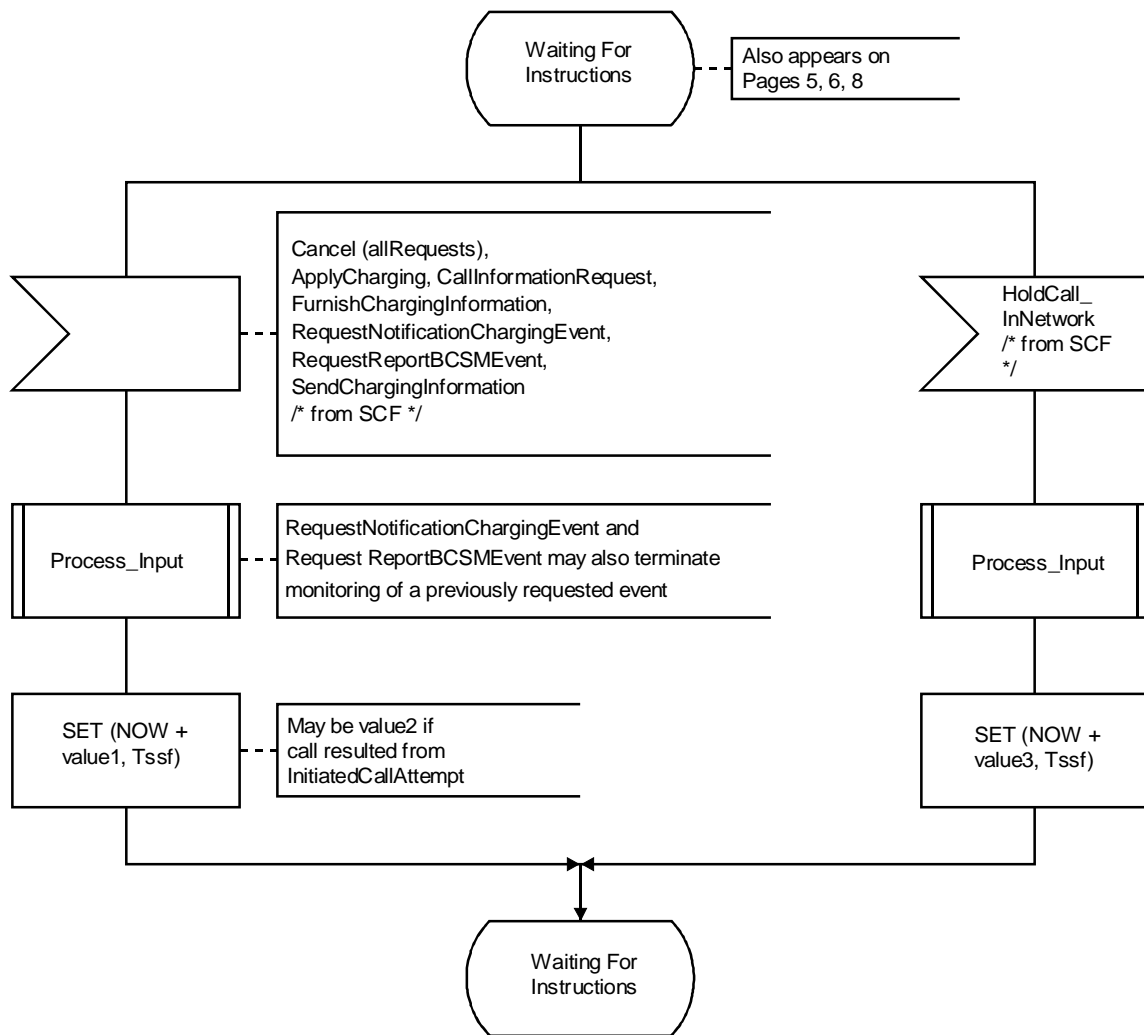 Waiting For
Instructions
Also appears on
Pages 5, 6, 8
Cancel (allRequests),
ApplyCharging, CallInformationRequest,
FurnishChargingInformation,
RequestNotificationChargingEvent,
RequestReportBCSMEvent,
SendChargingInformation
/* from SCF */
HoldCall_
InNetwork
/* from SCF
*/
Process_Input
RequestNotificationChargingEvent and
Request ReportBCSMEvent may also terminate
monitoring of a previously requested event
Process_Input
SET (NOW +
value1, Tssf)
May be value2 if
call resulted from
InitiatedCallAttempt
SET (NOW +
value3, Tssf)
Waiting For
Instructions